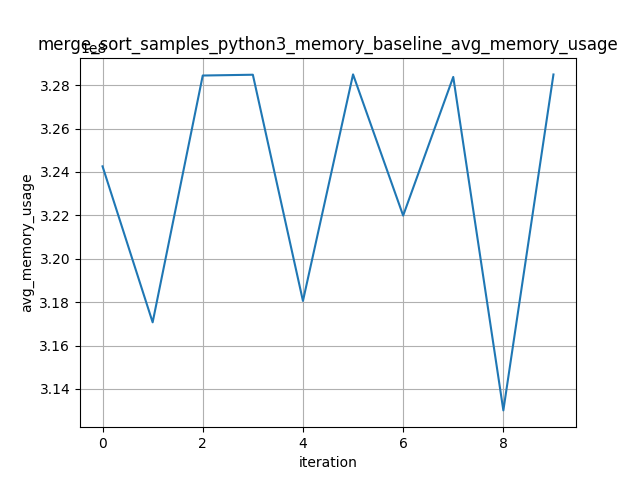 merge_sort_samples_python3_memory_baseline_avg_memory_usage
1e8
3.28
3.26
3.24
3.22
3.20
3.18
3.16
3.14
avg_memory_usage
0 2 4 6 8
iteration